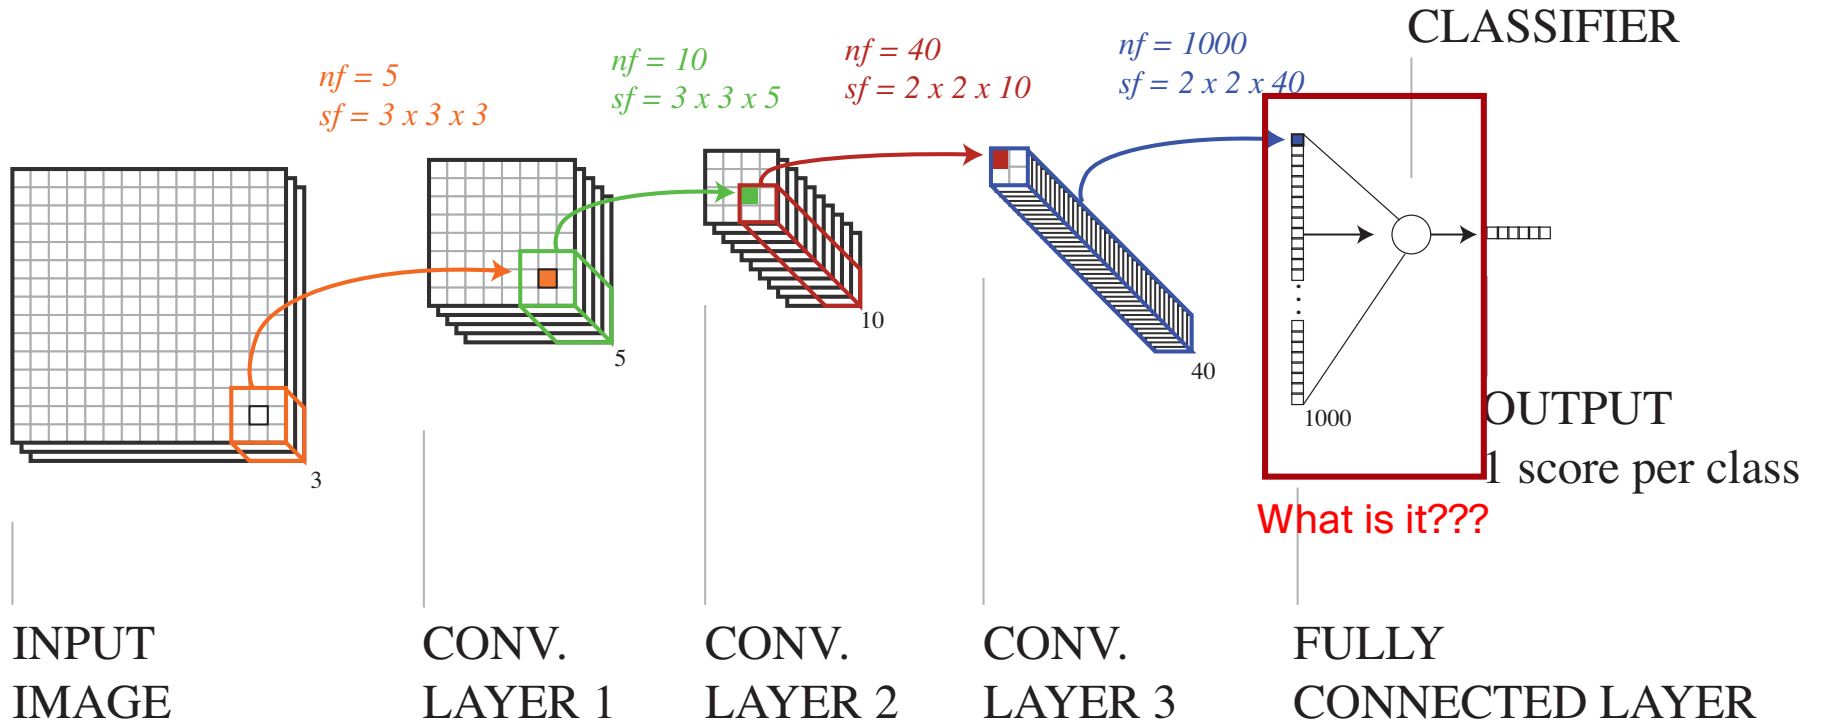 CLASSIFIER
nf = 5
sf = 3 x 3 x 3
nf = 10
sf = 3 x 3 x 5
nf = 40
sf = 2 x 2 x 10
nf = 1000
sf = 2 x 2 x 40
3
5
10
40
1000
OUTPUT
1 score per class
What is it???
INPUT
IMAGE
CONV.
LAYER 1
CONV.
LAYER 2
CONV.
LAYER 3
FULLY
CONNECTED LAYER